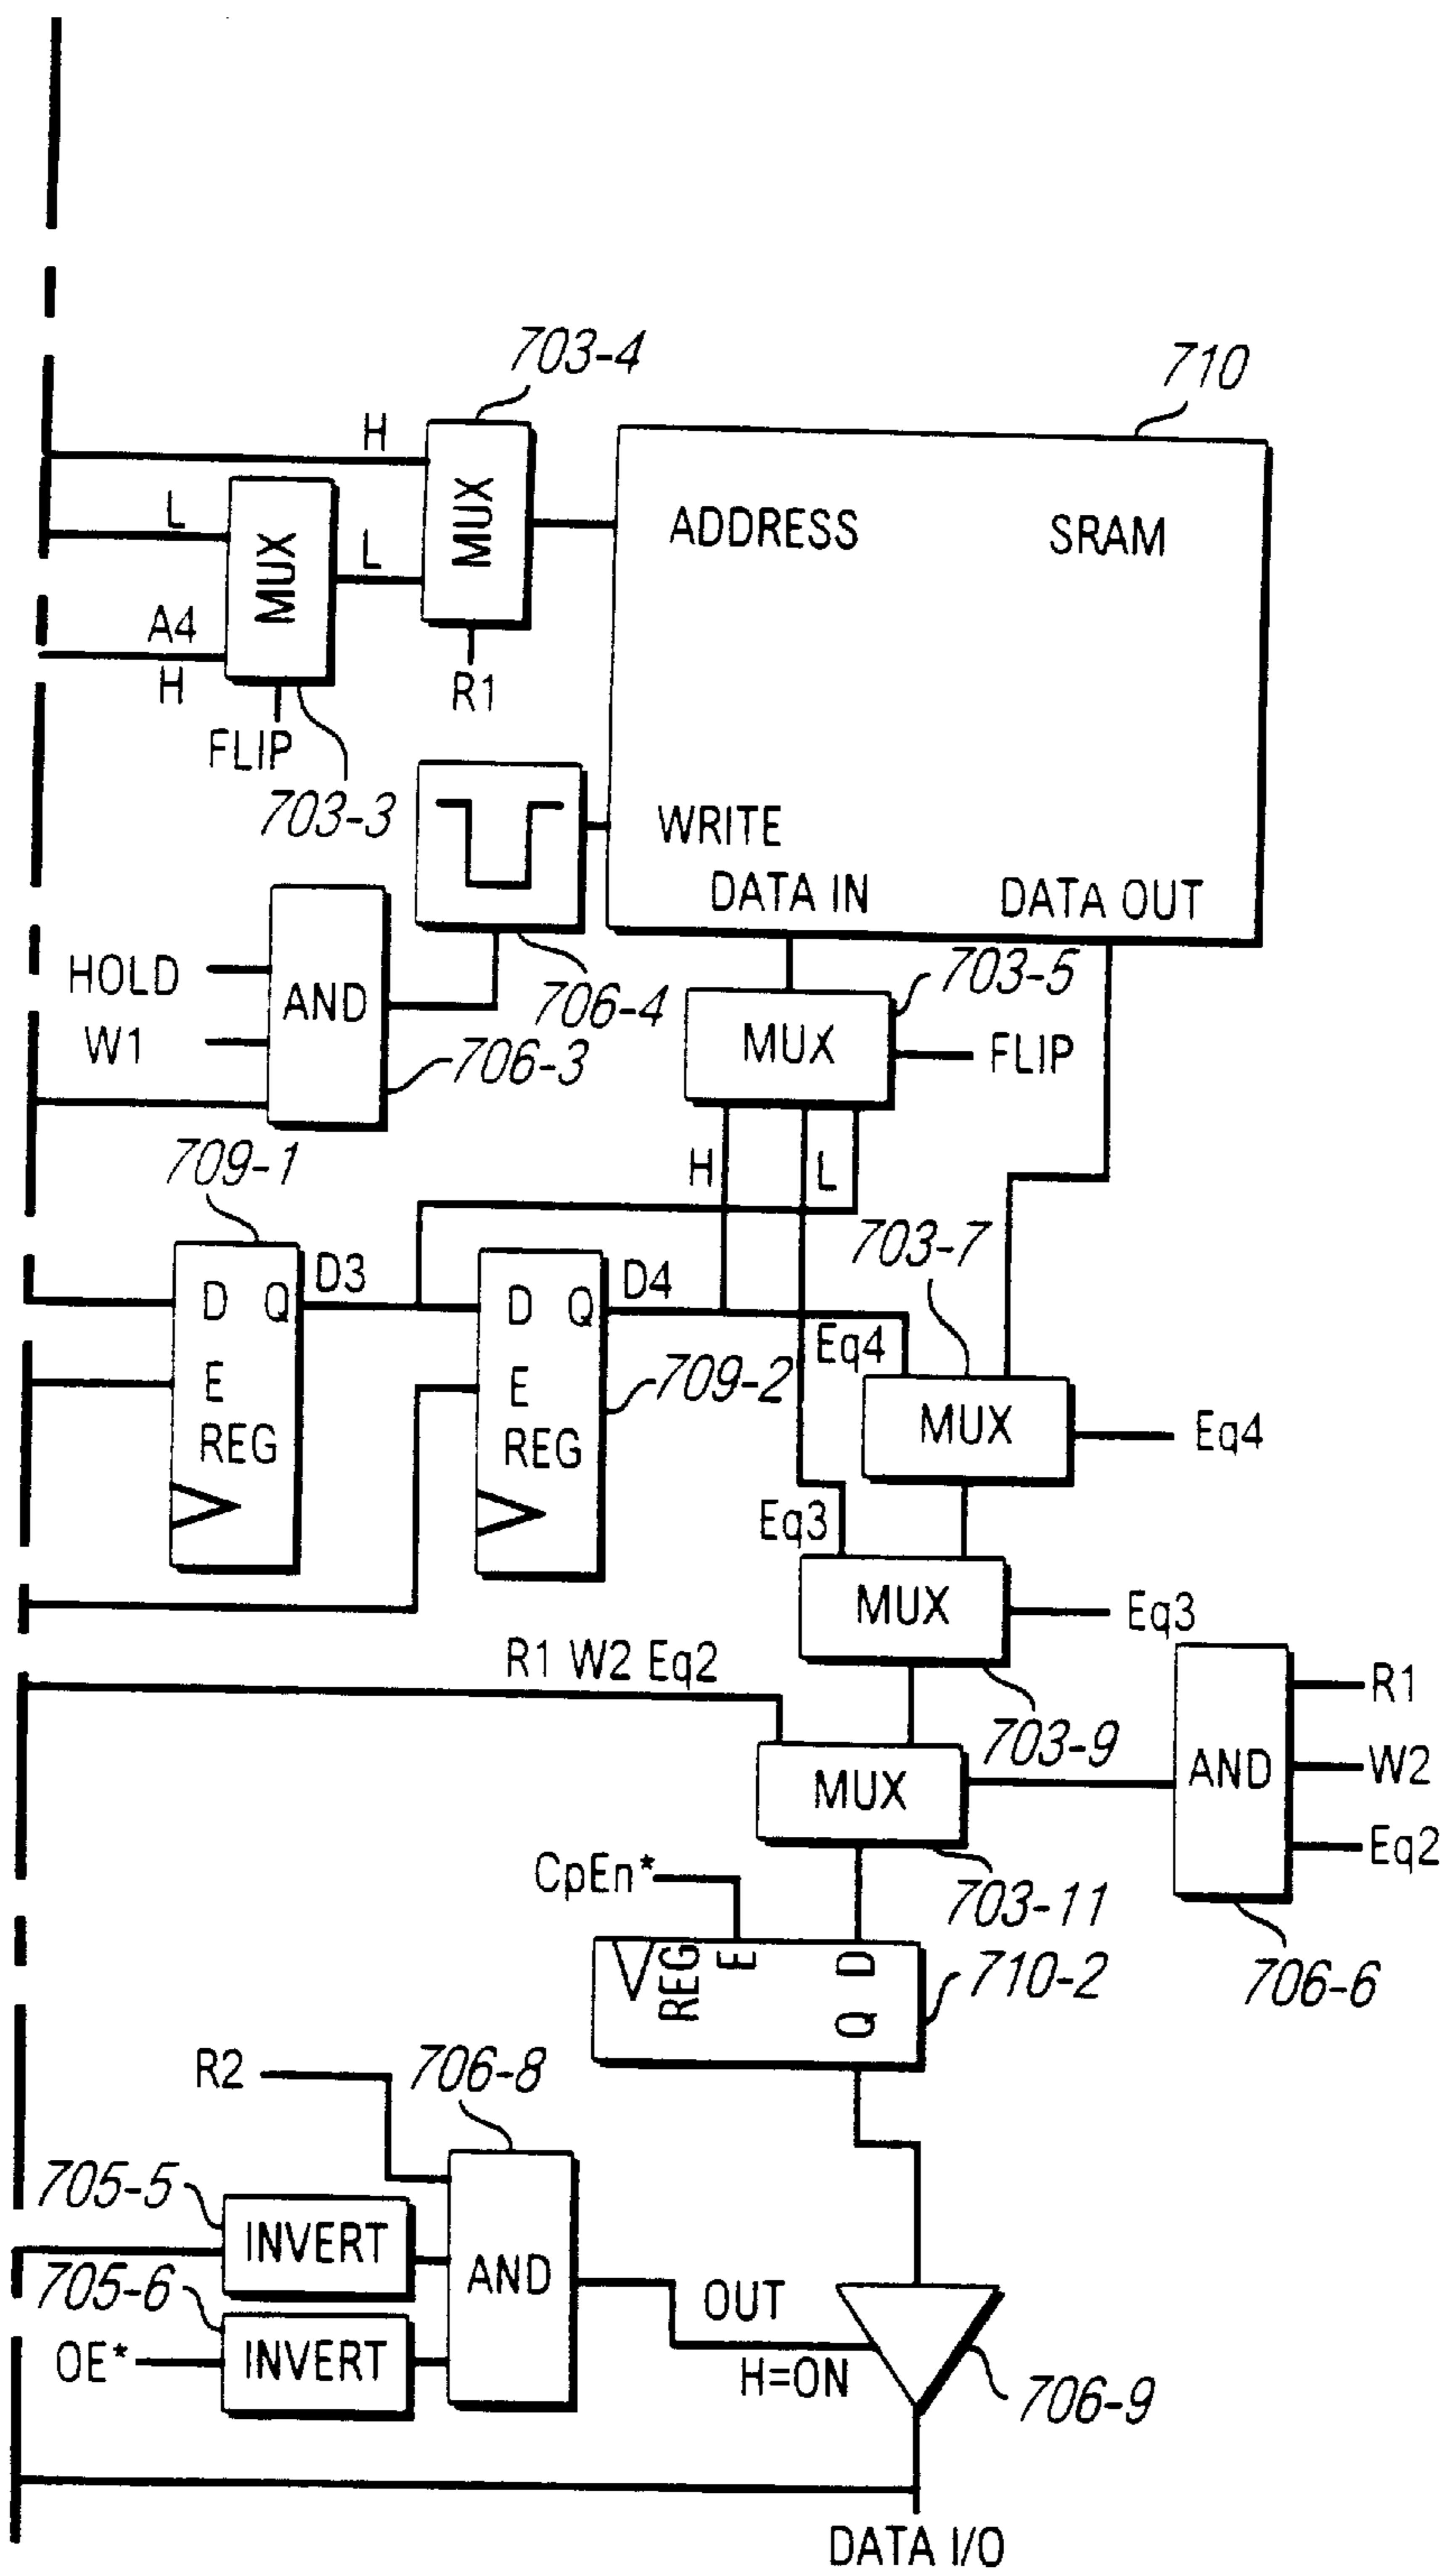 703-4
710
H
MUX
L
MUX
L
ADDRESS
SRAM
A4
H
R1
FLIP
703-3
WRITE
DATA IN
DATA OUT
HOLD
AND
W1
706-4
706-3
703-5
MUX
FLIP
709-1
H
L
703-7
D Q
D3
D Q
D4
Eq4
E
E
709-2
REG
REG
MUX
Eq4
Eq3
MUX
Eq3
R1 W2 Eq2
703-9
R1
MUX
AND
W2
Eq2
CpEn*
703-11
REG
E
D
Q
710-2
706-6
R2
706-8
705-5
INVERT
AND
705-6
OE*
INVERT
OUT
H=ON
706-9
DATA I/O